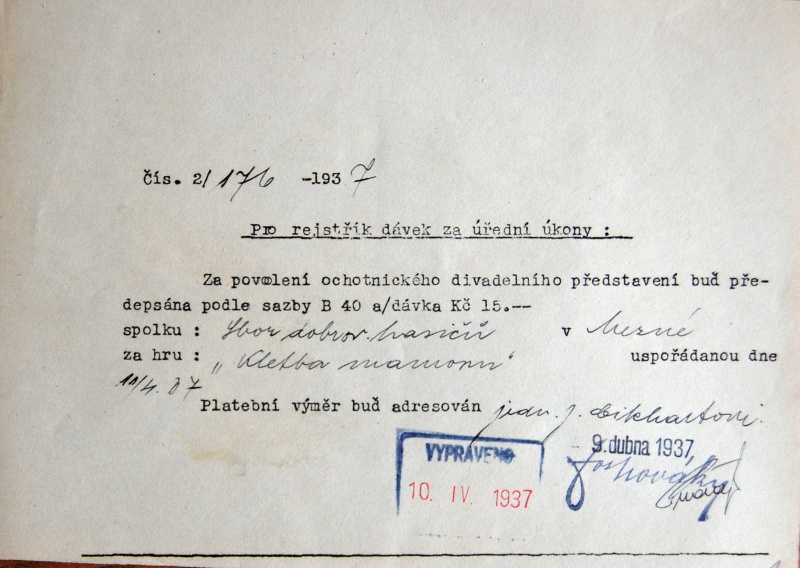 Čís. 2/176 -1937
Pro rejstřík dávek za úřední úkony :
Za povolení ochotnického divadelního představení buď pře-
depsána podle sazby B 40 a/dávka Kč 15.--
spolku : Sbor dobrov. hasičů v Mezné
za hru : „Kletba mamonu“ uspořádanou dne
11/4.37
Platební výměr buď adresován jedn. J. Cikhartovi.
9. dubna 1937
VYPRAVENO
10. IV. 1937